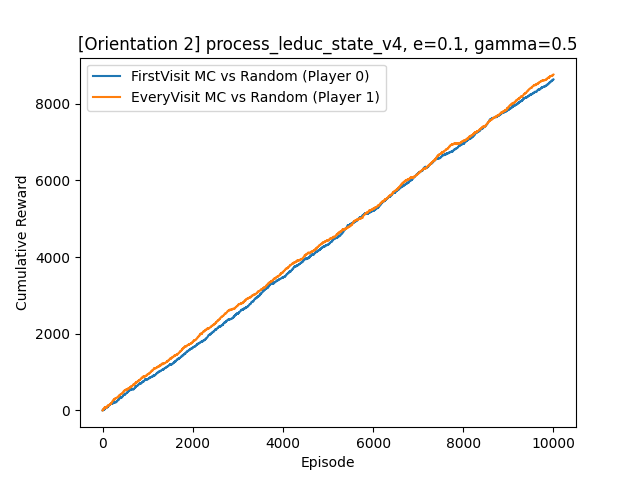 [Orientation 2] process_leduc_state_v4, e=0.1, gamma=0.5
FirstVisit MC vs Random (Player 0)
EveryVisit MC vs Random (Player 1)
8000
6000
4000
2000
0
Cumulative Reward
0 2000 4000 6000 8000 10000
Episode